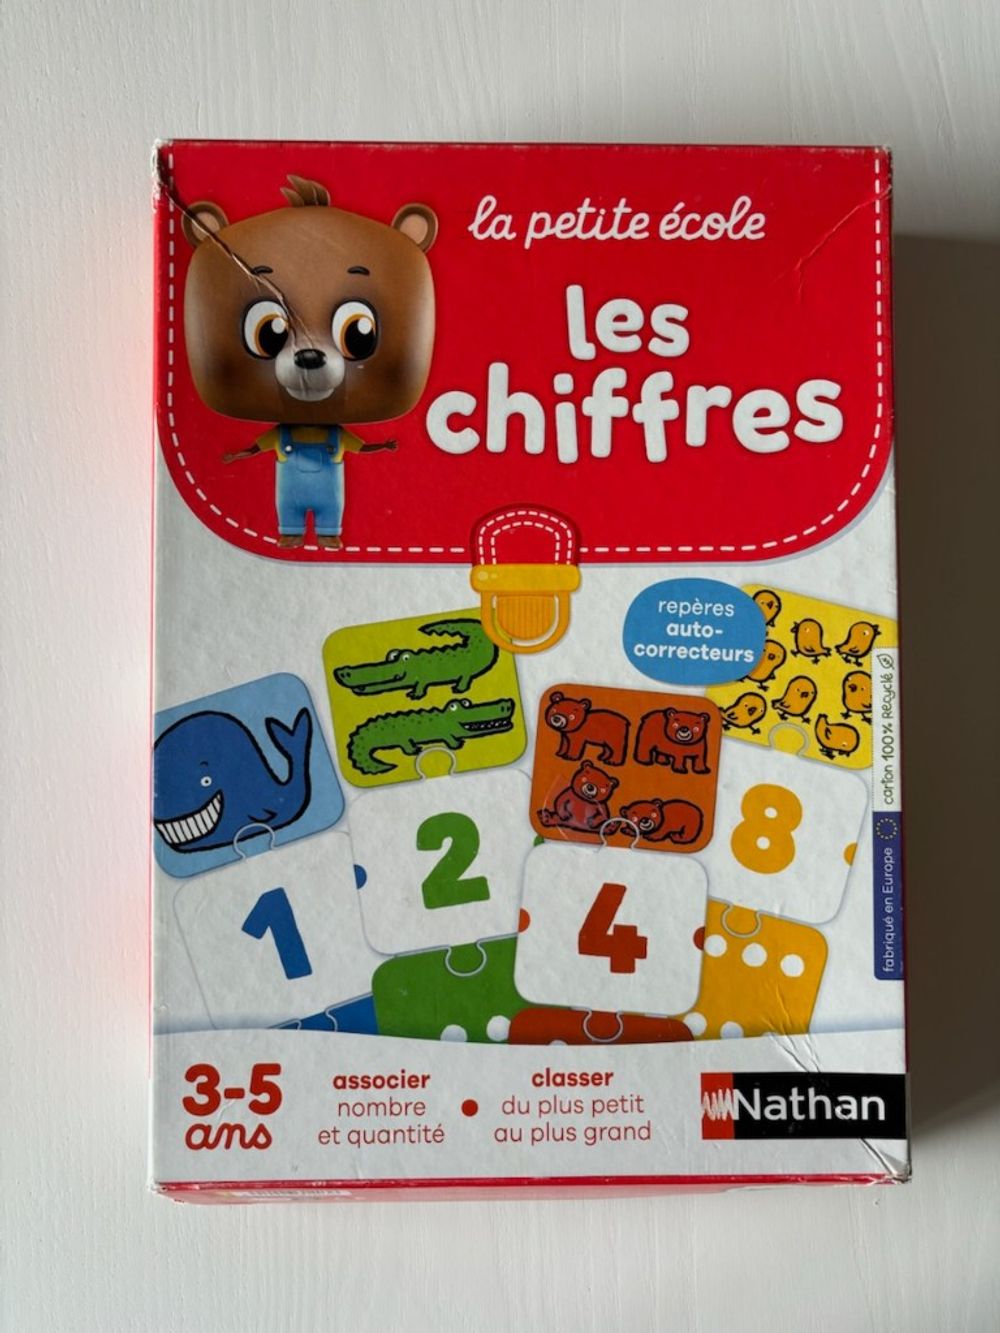 la petite école
les
chiffres
repères
auto-
correcteurs
carton 100% Recyclé
fabriqué en Europe
1
2
4
8
3-5
ans
associer
nombre
et quantité
•
classer
du plus petit
au plus grand
Nathan